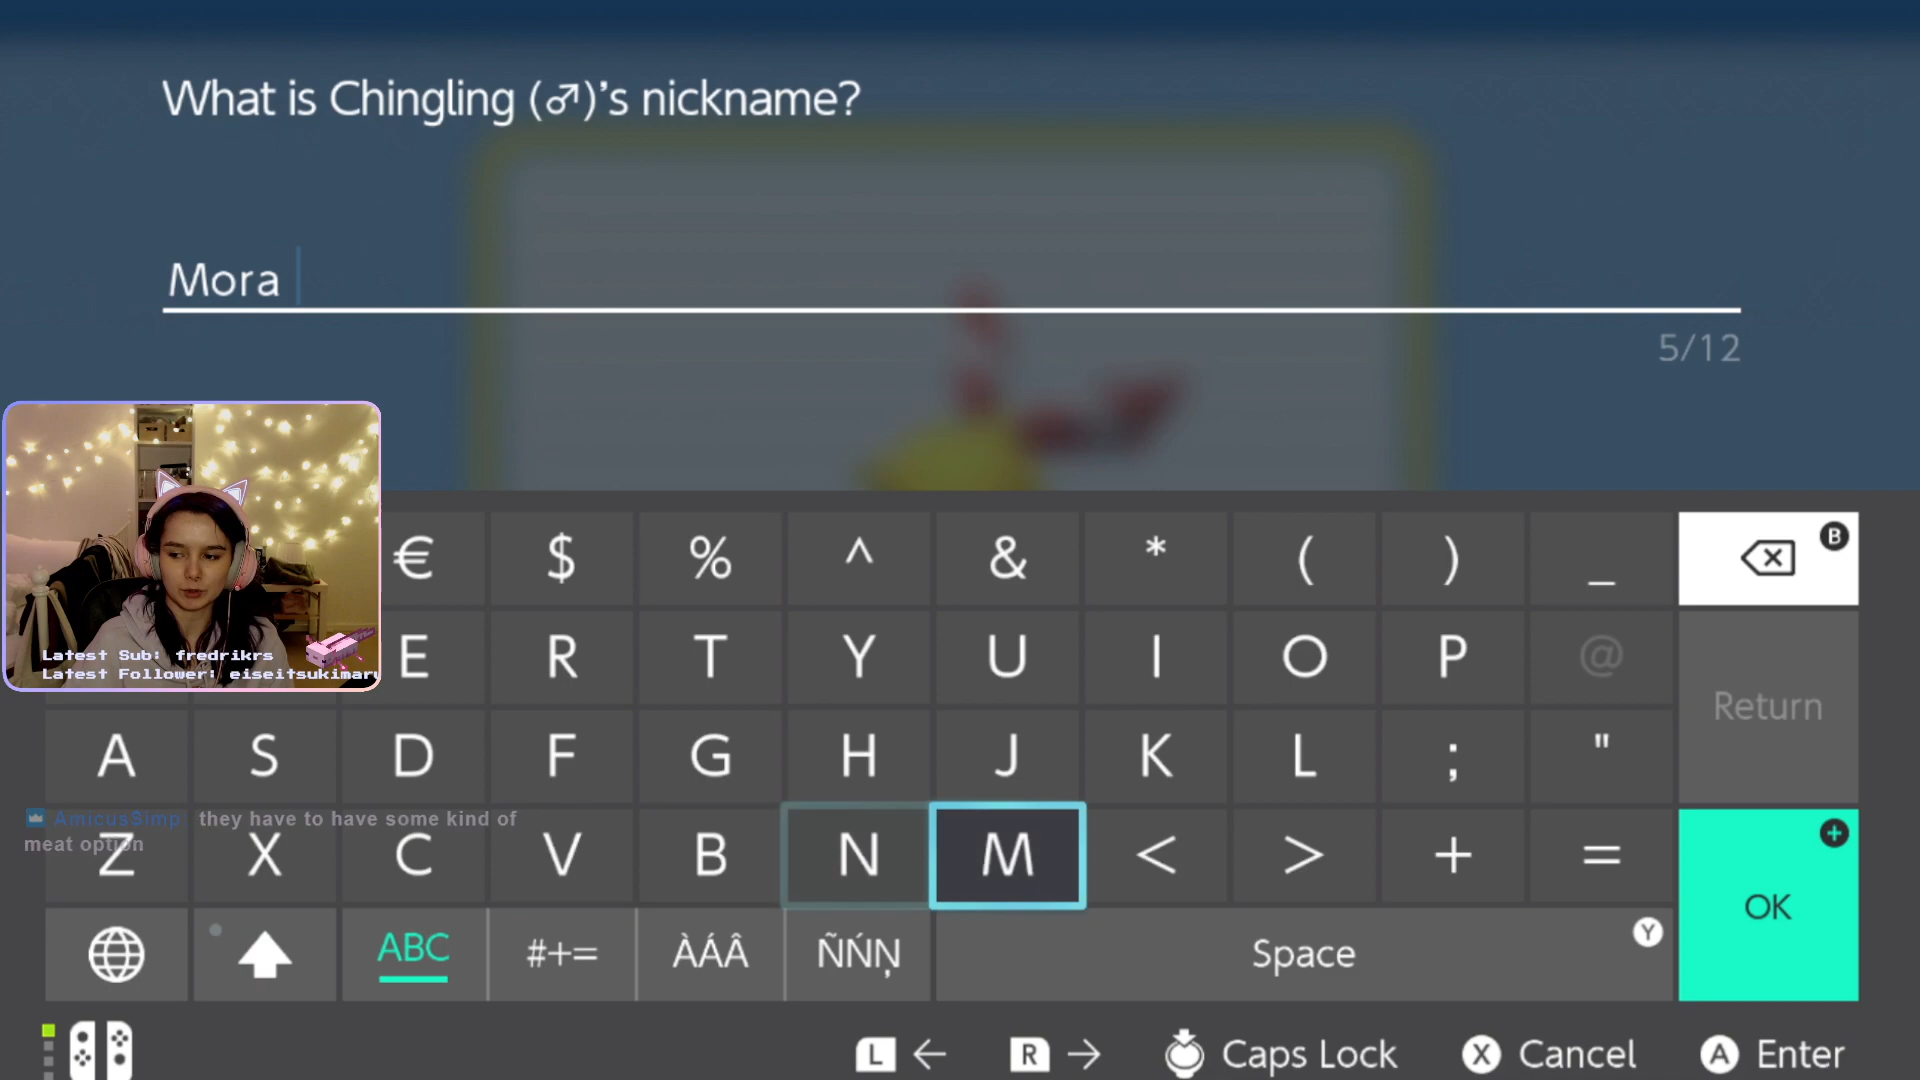 What is Chingling (♂)'s nickname?
Mora
5/12
Latest Sub: fredrikrs
Latest Follower: eiseitsukimaru
€ $ % ^ & * ( ) _ B
E R T Y U I O P @ Return
A S D F G H J K L ; "
AmicusSimp they have to have some kind of
meat option
Z X C V B N M < > + = OK
ABC #+= ÀÁÂ ÑŃŅ Space Y
L ← R → Caps Lock X Cancel A Enter